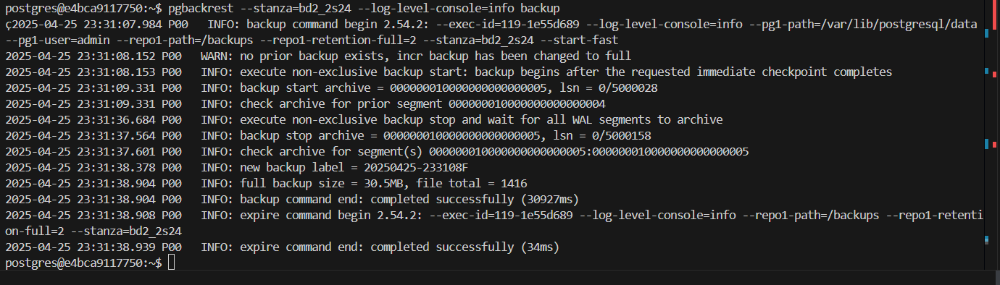 postgres@e4bca9117750:~$ pgbackrest --stanza=bd2_2s24 --log-level-console=info backup
ç2025-04-25 23:31:07.984 P00   INFO: backup command begin 2.54.2: --exec-id=119-1e55d689 --log-level-console=info --pg1-path=/var/lib/postgresql/data
--pg1-user=admin --repo1-path=/backups --repo1-retention-full=2 --stanza=bd2_2s24 --start-fast
2025-04-25 23:31:08.152 P00   WARN: no prior backup exists, incr backup has been changed to full
2025-04-25 23:31:08.153 P00   INFO: execute non-exclusive backup start: backup begins after the requested immediate checkpoint completes
2025-04-25 23:31:09.331 P00   INFO: backup start archive = 000000010000000000000005, lsn = 0/5000028
2025-04-25 23:31:09.331 P00   INFO: check archive for prior segment 000000010000000000000004
2025-04-25 23:31:36.684 P00   INFO: execute non-exclusive backup stop and wait for all WAL segments to archive
2025-04-25 23:31:37.564 P00   INFO: backup stop archive = 000000010000000000000005, lsn = 0/5000158
2025-04-25 23:31:37.601 P00   INFO: check archive for segment(s) 000000010000000000000005:000000010000000000000005
2025-04-25 23:31:38.378 P00   INFO: new backup label = 20250425-233108F
2025-04-25 23:31:38.904 P00   INFO: full backup size = 30.5MB, file total = 1416
2025-04-25 23:31:38.904 P00   INFO: backup command end: completed successfully (30927ms)
2025-04-25 23:31:38.908 P00   INFO: expire command begin 2.54.2: --exec-id=119-1e55d689 --log-level-console=info --repo1-path=/backups --repo1-retenti
on-full=2 --stanza=bd2_2s24
2025-04-25 23:31:38.939 P00   INFO: expire command end: completed successfully (34ms)
postgres@e4bca9117750:~$